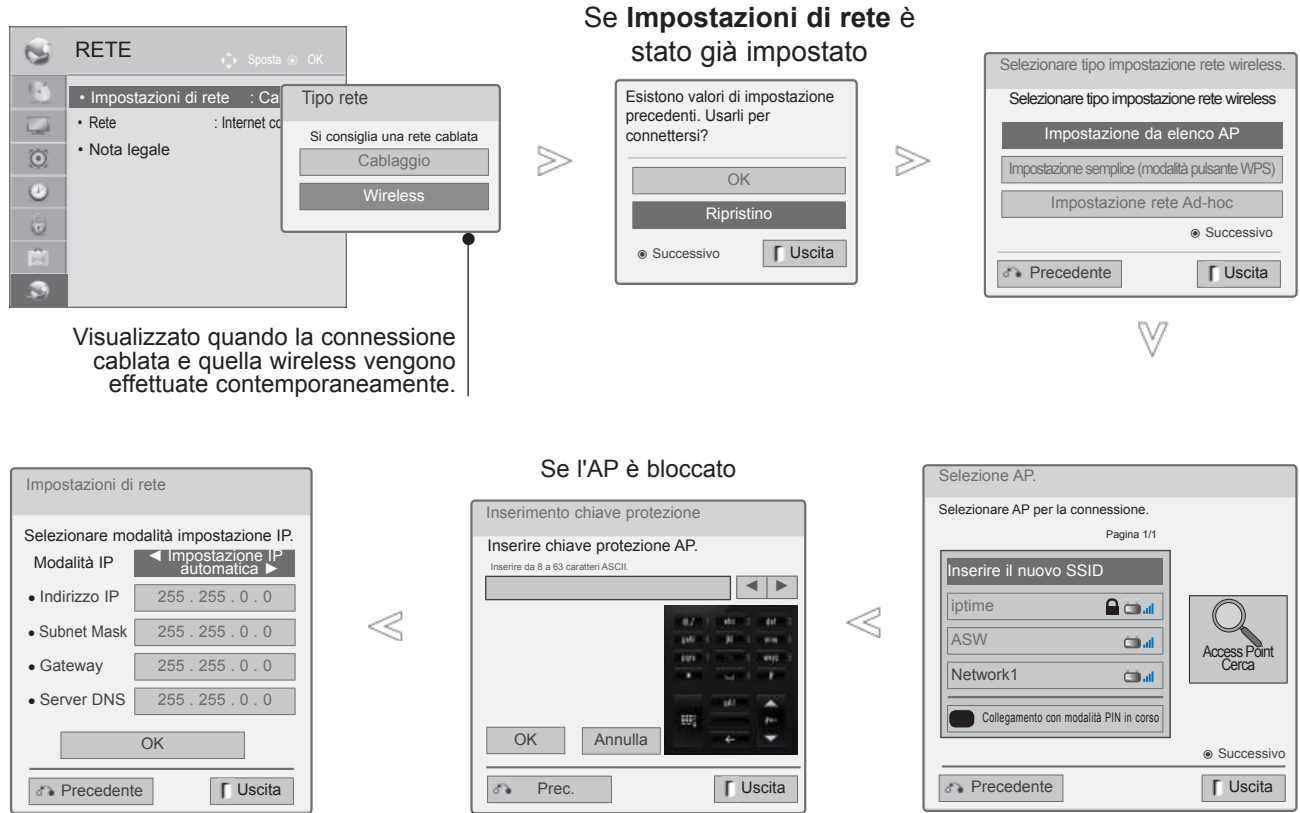 Se Impostazioni di rete è
stato già impostato
RETE
Sposta OK
• Impostazioni di rete : Ca
• Rete : Internet cc
• Nota legale
Tipo rete
Si consiglia una rete cablata
Cablaggio
Wireless
Visualizzato quando la connessione
cablata e quella wireless vengono
effettuate contemporaneamente.
Esistono valori di impostazione
precedenti. Usarli per
connettersi?
OK
Ripristino
Successivo
Uscita
Selezionare tipo impostazione rete wireless.
Selezionare tipo impostazione rete wireless
Impostazione da elenco AP
Impostazione semplice (modalità pulsante WPS)
Impostazione rete Ad-hoc
Successivo
Precedente
Uscita
Impostazioni di rete
Selezionare modalità impostazione IP.
Modalità IP
◄ Impostazione IP
automatica ►
• Indirizzo IP 255 . 255 . 0 . 0
• Subnet Mask 255 . 255 . 0 . 0
• Gateway 255 . 255 . 0 . 0
• Server DNS 255 . 255 . 0 . 0
OK
Precedente
Uscita
Se l'AP è bloccato
Inserimento chiave protezione
Inserire chiave protezione AP.
Inserire da 8 a 63 caratteri ASCII.
◄ ►
OK
Annulla
Prec.
Uscita
Selezione AP.
Selezionare AP per la connessione.
Pagina 1/1
Inserire il nuovo SSID
iptime
ASW
Network1
Collegamento con modalità PIN in corso
Access Point
Cerca
Successivo
Precedente
Uscita